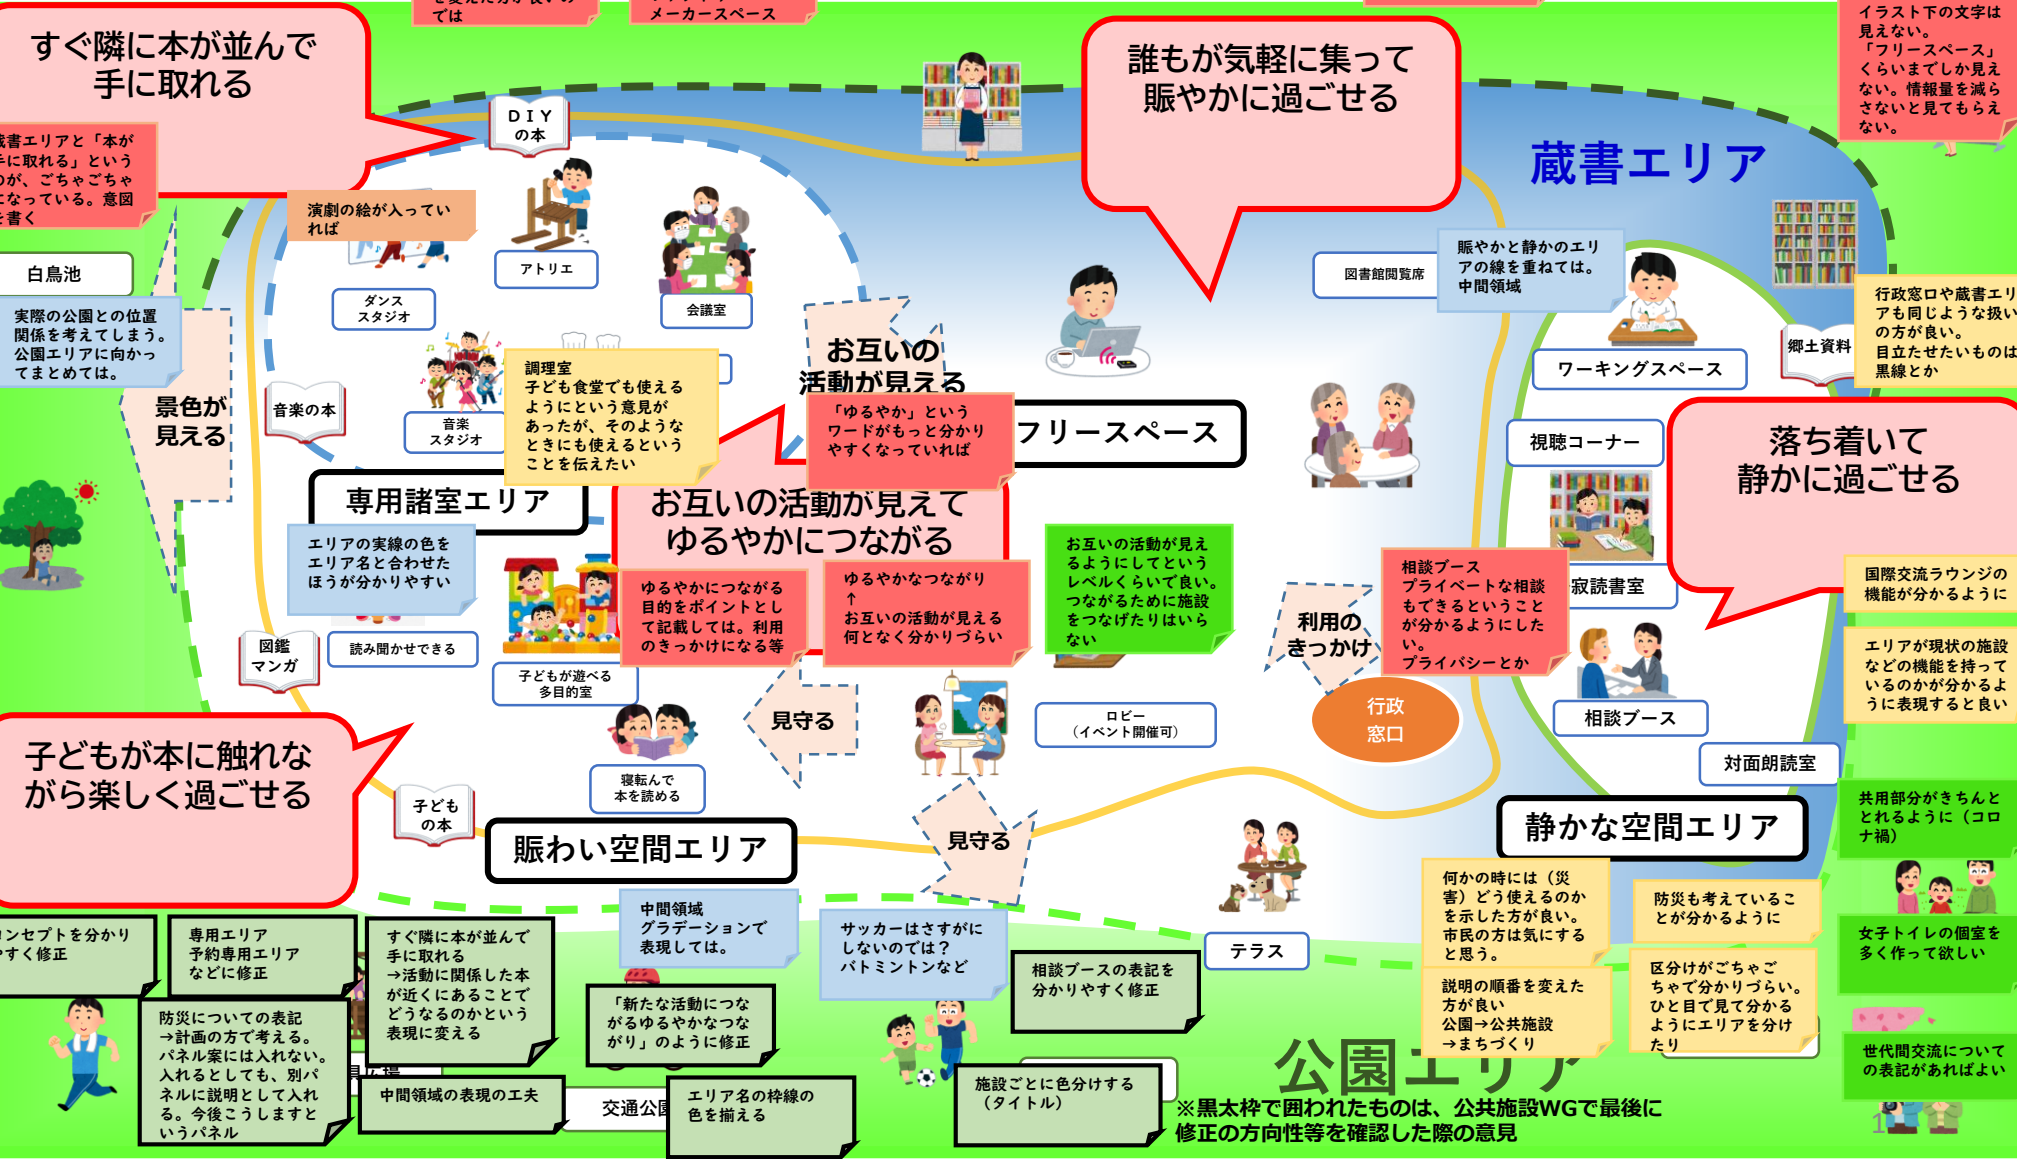 では
メーカースペース
すぐ隣に本が並んで
手に取れる
誰もが気軽に集って
賑やかに過ごせる
イラスト下の文字は
見えない。
「フリースペース」
くらいまでしか見え
ない。情報量を減ら
さないと見てもらえ
ない。
DIY
の本
蔵書エリア
蔵書エリアと「本が
手に取れる」という
のが、ごちゃごちゃ
になっている。意図
を書く
演劇の絵が入ってい
れば
アトリエ
ダンス
スタジオ
会議室
図書館閲覧席
賑やかと静かのエリ
アの線を重ねては。
中間領域
白鳥池
実際の公園との位置
関係を考えてしまう。
公園エリアに向かっ
てまとめては。
行政窓口や蔵書エリ
アも同じような扱い
の方が良い。
目立たせたいものは
黒線とか
郷土資料
ワーキングスペース
お互いの
活動が見える
景色が
見える
音楽の本
音楽
スタジオ
調理室
子ども食堂でも使える
ようにという意見が
あったが、そのような
ときにも使えるという
ことを伝えたい
「ゆるやか」という
ワードがもっと分かり
やすくなっていれば
フリースペース
視聴コーナー
落ち着いて
静かに過ごせる
専用諸室エリア
お互いの活動が見えて
ゆるやかにつながる
エリアの実線の色を
エリア名と合わせた
ほうが分かりやすい
ゆるやかにつながる
目的をポイントとし
て記載しては。利用
のきっかけになる等
ゆるやかなつながり
↑
お互いの活動が見える
何となく分かりづらい
お互いの活動が見え
るようにしてという
レベルくらいで良い。
つながるために施設
をつなげたりはいら
ない
利用の
きっかけ
相談ブース
プライベートな相談
もできるということ
が分かるようにした
い。
プライバシーとか
寂読書室
国際交流ラウンジの
機能が分かるように
エリアが現状の施設
などの機能を持って
いるのかが分かるよ
うに表現すると良い
図鑑
マンガ
読み聞かせできる
子どもが遊べる
多目的室
見守る
ロビー
（イベント開催可）
行政
窓口
相談ブース
対面朗読室
子どもが本に触れな
がら楽しく過ごせる
寝転んで
本を読める
子ども
の本
賑わい空間エリア
見守る
静かな空間エリア
共用部分がきちんと
とれるように（コロ
ナ禍）
何かの時には（災
害）どう使えるのか
を示した方が良い。
市民の方は気にする
と思う。
防災も考えているこ
とが分かるように
女子トイレの個室を
多く作って欲しい
コンセプトを分かり
やすく修正
専用エリア
予約専用エリア
などに修正
すぐ隣に本が並んで
手に取れる
→活動に関係した本
が近くにあることで
どうなるのかという
表現に変える
中間領域
グラデーションで
表現しては。
サッカーはさすがに
しないのでは？
バトミントンなど
テラス
相談ブースの表記を
分かりやすく修正
説明の順番を変えた
方が良い
公園→公共施設
→まちづくり
区分けがごちゃご
ちゃで分かりづらい。
ひと目で見て分かる
ようにエリアを分け
たり
防災についての表記
→計画の方で考える。
パネル案には入れない。
入れるとしても、別パ
ネルに説明として入れ
る。今後こうしますと
いうパネル
「新たな活動につな
がるゆるやかなつな
がり」のように修正
世代間交流について
の表記があればよい
中間領域の表現の工夫
交通公園
エリア名の枠線の
色を揃える
施設ごとに色分けする
（タイトル）
公園エリア
※黒太枠で囲われたものは、公共施設WGで最後に
修正の方向性等を確認した際の意見